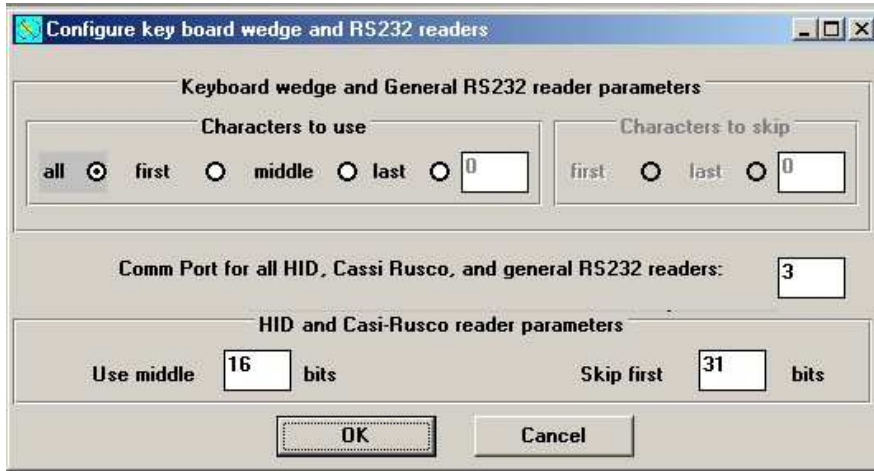 Configure key board wedge and RS232 readers
Keyboard wedge and General RS232 reader parameters
Characters to use
Characters to skip
all first middle last 0
first last 0
Comm Port for all HID, Cassi Rusco, and general RS232 readers: 3
HID and Casi-Rusco reader parameters
Use middle 16 bits Skip first 31 bits
OK Cancel